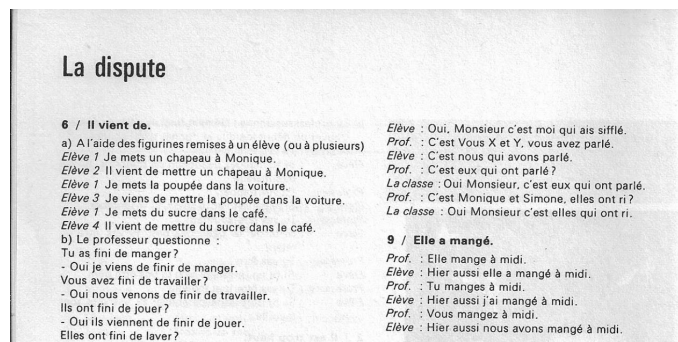 La dispute
6 / Il vient de.
a) A l'aide des figurines remises à un élève (ou à plusieurs)
Elève 1 Je mets un chapeau à Monique.
Elève 2 Il vient de mettre un chapeau à Monique.
Elève 1 Je mets la poupée dans la voiture.
Elève 3 Je viens de mettre la poupée dans la voiture.
Elève 1 Je mets du sucre dans le café.
Elève 4 Il vient de mettre du sucre dans le café.
b) Le professeur questionne :
Tu as fini de manger?
- Oui je viens de finir de manger.
Vous avez fini de travailler?
- Oui nous venons de finir de travailler.
Ils ont fini de jouer?
- Oui ils viennent de finir de jouer.
Elles ont fini de laver?
Elève : Oui, Monsieur c'est moi qui ais sifflé.
Prof. : C'est Vous X et Y, vous avez parlé.
Elève : C'est nous qui avons parlé.
Prof. : C'est eux qui ont parlé?
La classe : Oui Monsieur, c'est eux qui ont parlé.
Prof. : C'est Monique et Simone, elles ont ri?
La classe : Oui Monsieur c'est elles qui ont ri.
9 / Elle a mangé.
Prof. : Elle mange à midi.
Elève : Hier aussi elle a mangé à midi.
Prof. : Tu manges à midi.
Elève : Hier aussi j'ai mangé à midi.
Prof. : Vous mangez à midi.
Elève : Hier aussi nous avons mangé à midi.